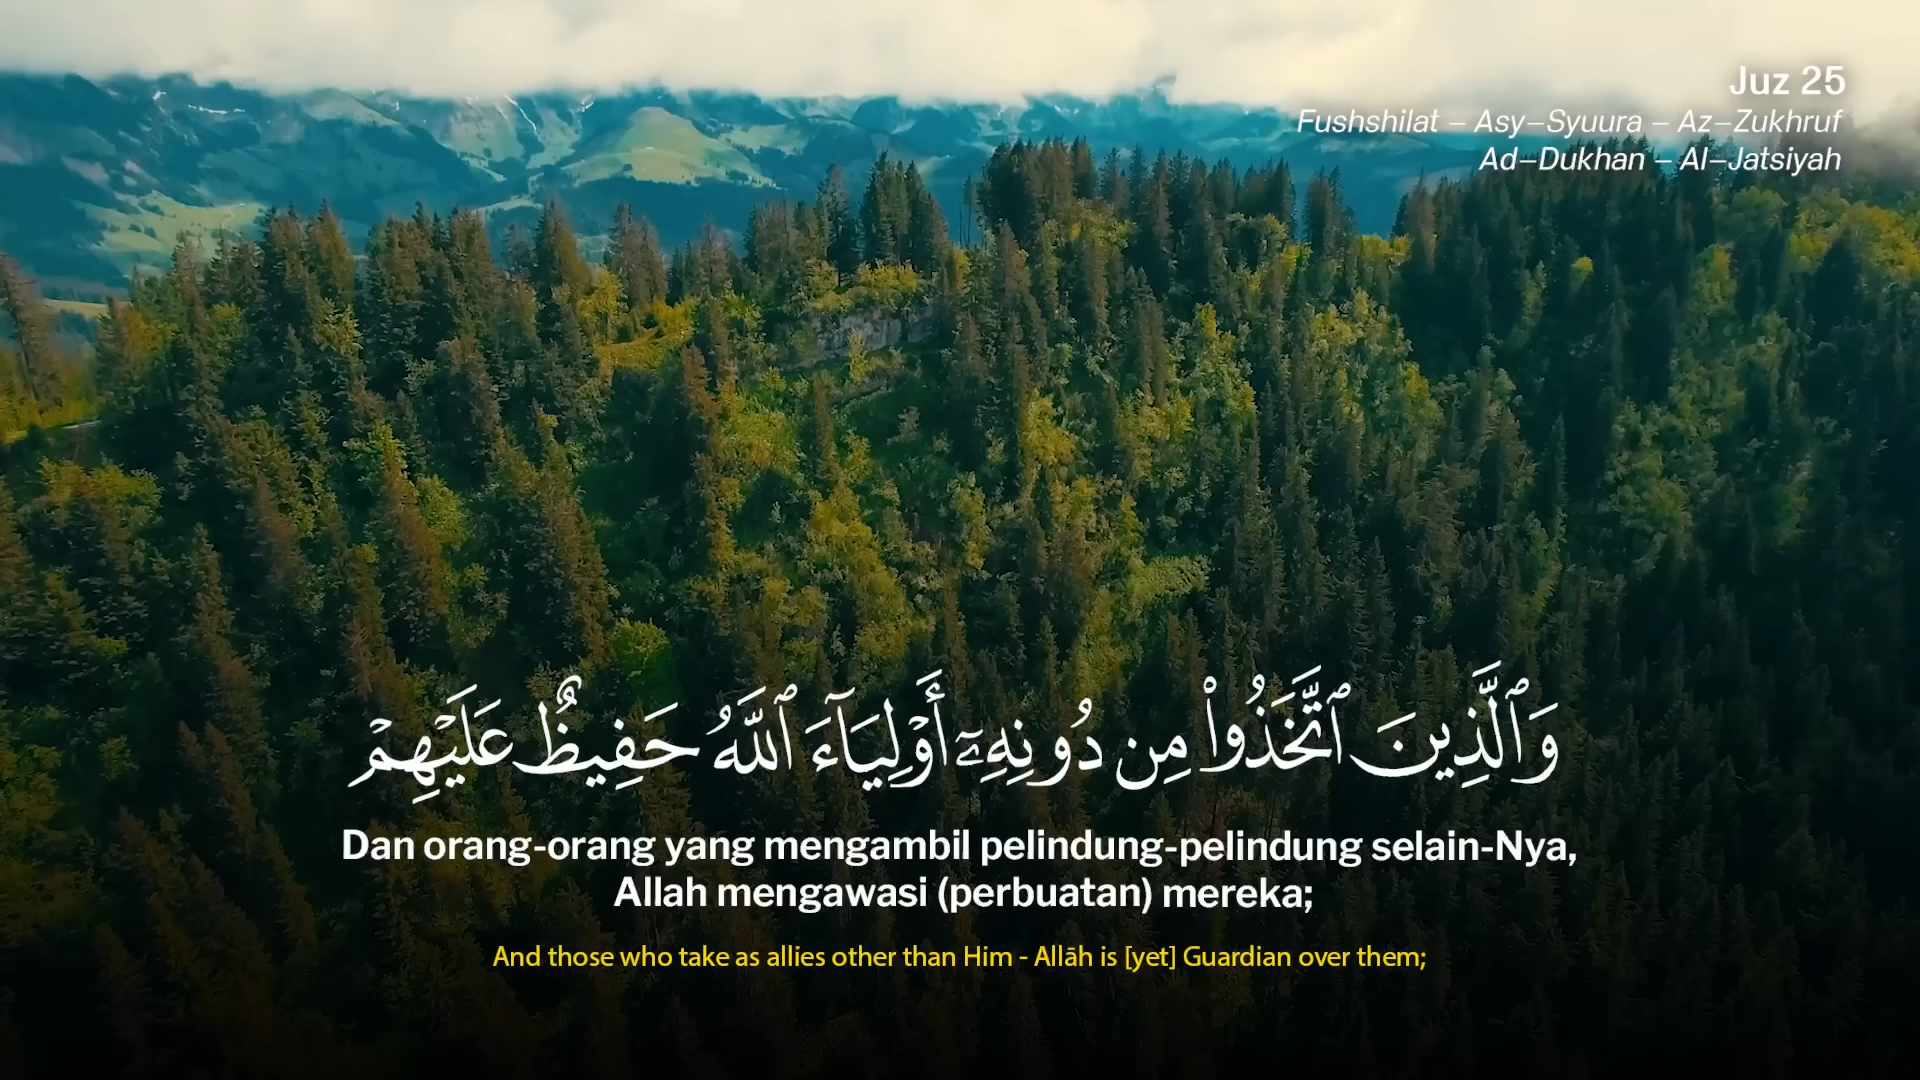 Juz 25
Fushshilat – Asy–Syuura – Az–Zukhruf
Ad–Dukhan – Al–Jatsiyah
وَٱلَّذِينَ ٱتَّخَذُوا۟ مِن دُونِهِۦٓ أَوْلِيَآءَ ٱللَّهُ حَفِيظٌ عَلَيْهِمْ
Dan orang-orang yang mengambil pelindung-pelindung selain-Nya,
Allah mengawasi (perbuatan) mereka;
And those who take as allies other than Him - Allāh is [yet] Guardian over them;